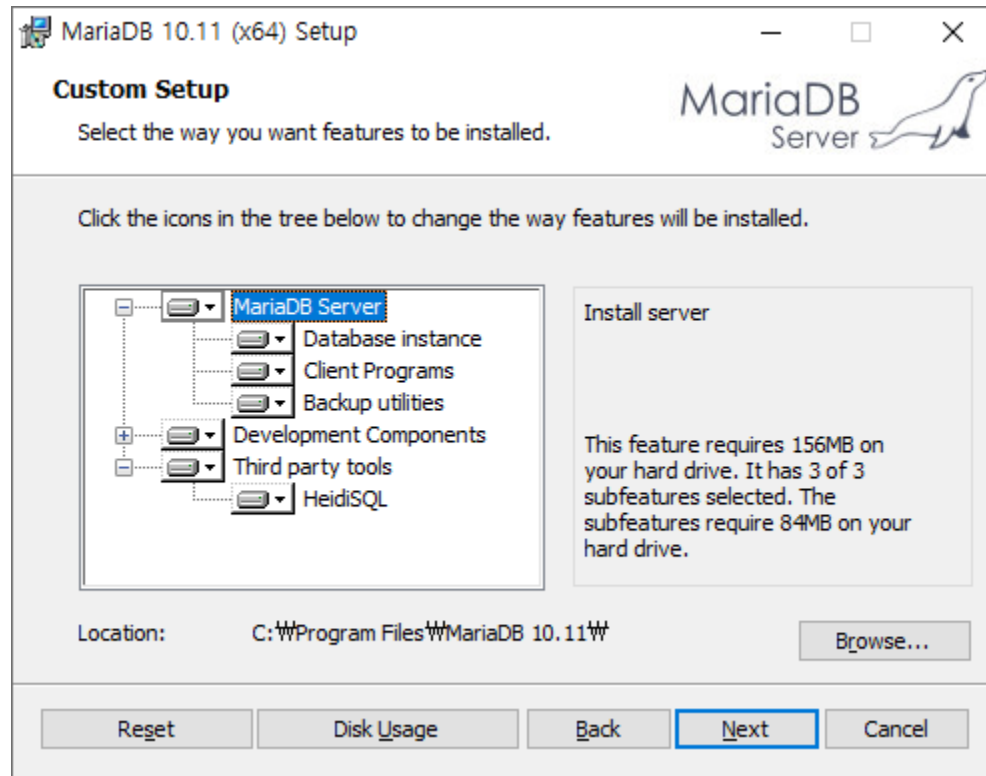 MariaDB 10.11 (x64) Setup
Custom Setup
Select the way you want features to be installed.
MariaDB
Server
Click the icons in the tree below to change the way features will be installed.
MariaDB Server
Database instance
Client Programs
Backup utilities
Development Components
Third party tools
HeidiSQL
Install server
This feature requires 156MB on
your hard drive. It has 3 of 3
subfeatures selected. The
subfeatures require 84MB on your
hard drive.
Location: C:₩Program Files₩MariaDB 10.11₩
Browse...
Reset Disk Usage Back Next Cancel